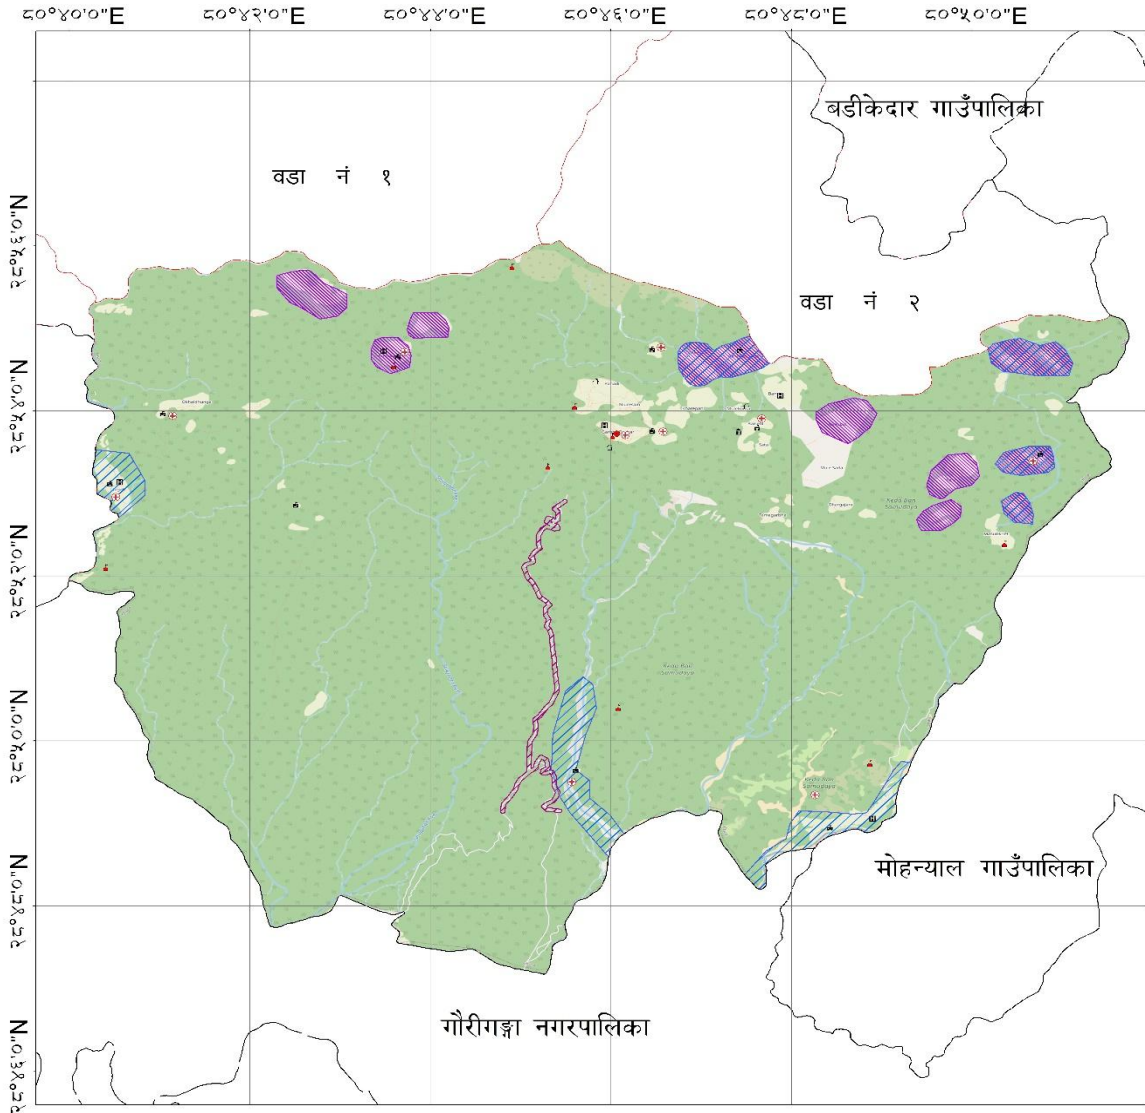 ८०°४०'०"E ८०°४२'०"E ८०°४४'०"E ८०°४६'०"E ८०°४८'०"E ८०°५०'०"E
बडीकेदार गाउँपालिका
वडा नं १
२८°५६'०"N
वडा नं २
२८°५४'०"N
२८°५२'०"N
२८°५०'०"N
मोहन्याल गाउँपालिका
२८°४८'०"N
गौरीगङ्गा नगरपालिका
२८°४६'०"N